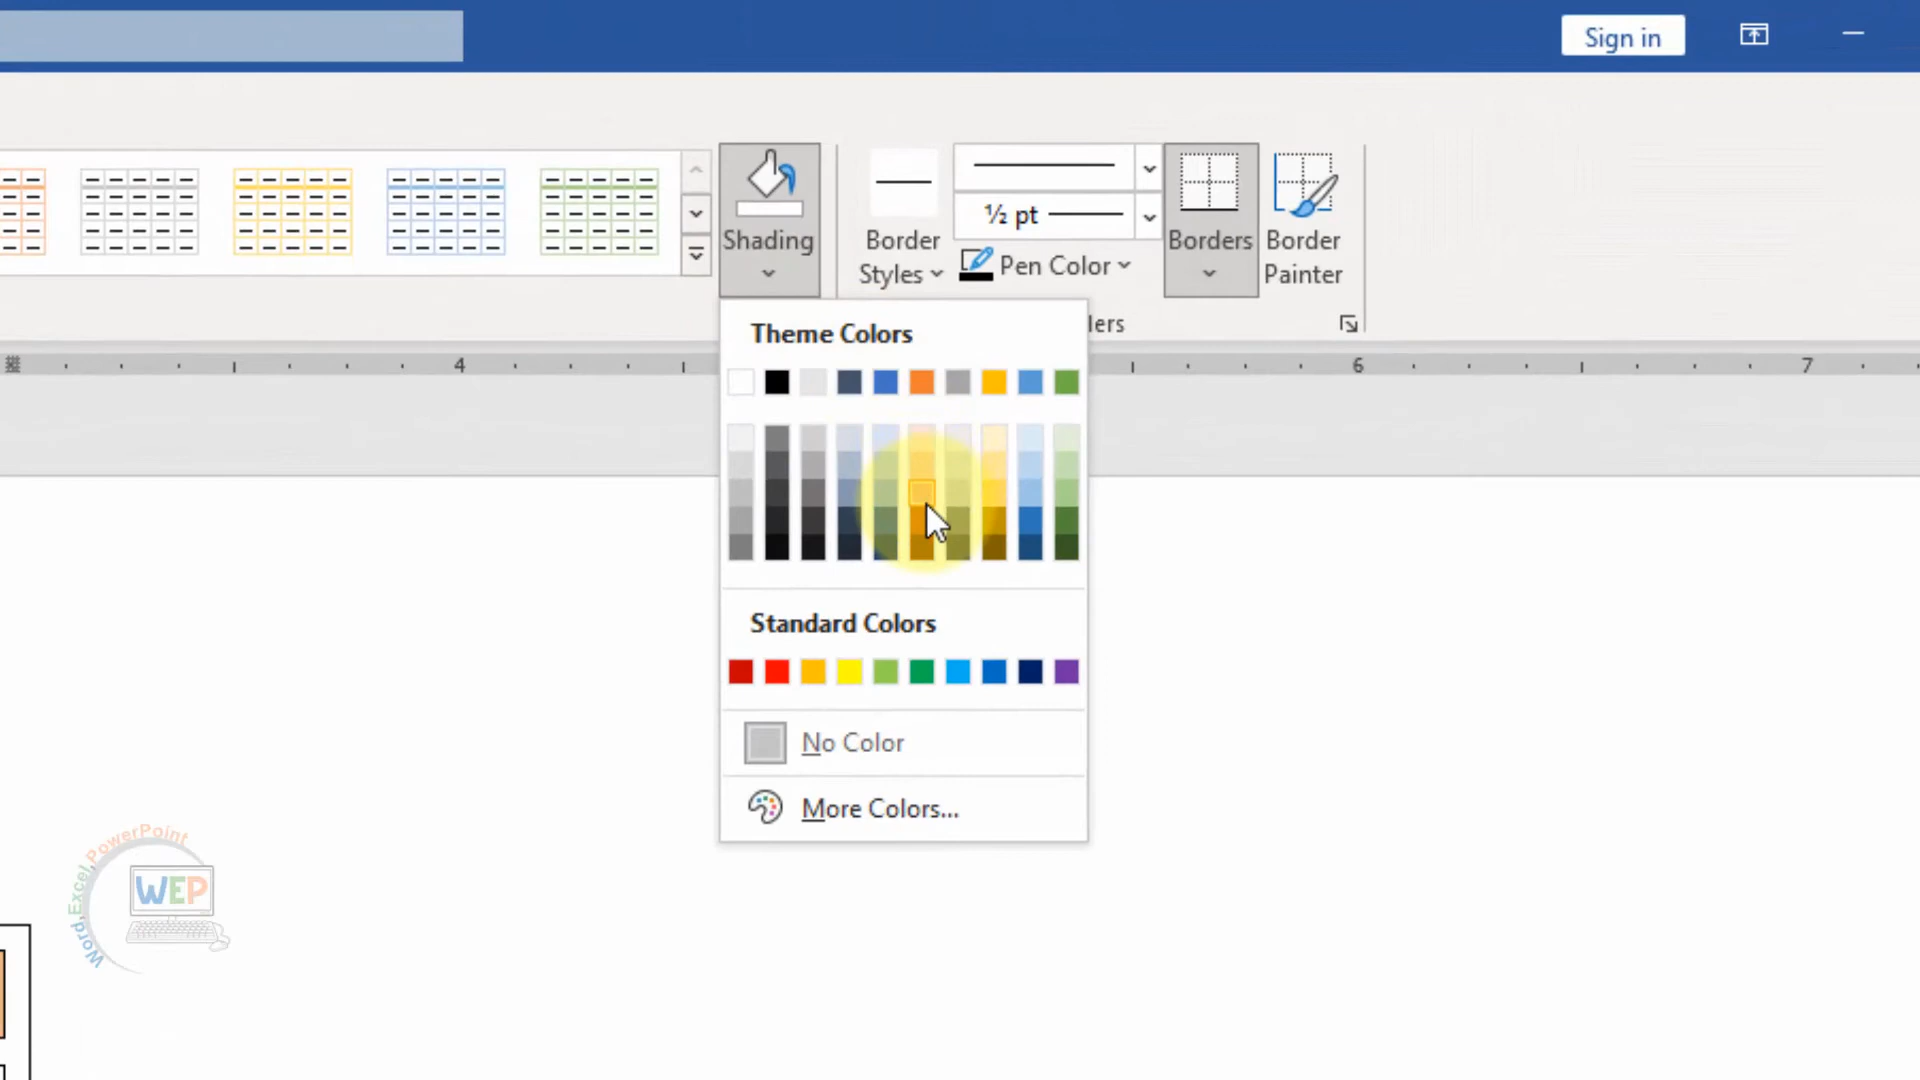 Sign in
Shading
Border
Styles
½ pt
Pen Color
Borders
Border
Painter
ders
4
6
7
Theme Colors
Standard Colors
No Color
More Colors...
Word,Excel,PowerPoint
WEP